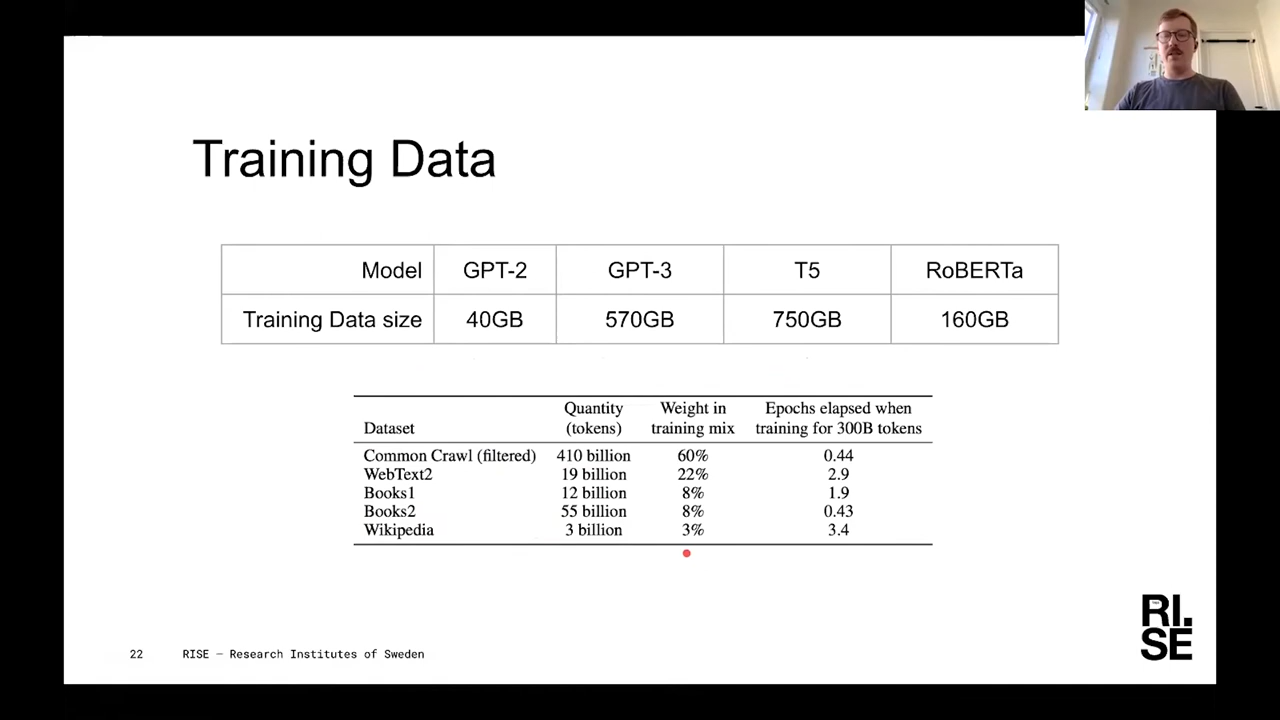 Training Data
Model GPT-2 GPT-3 T5 RoBERTa
Training Data size 40GB 570GB 750GB 160GB
Quantity Weight in Epochs elapsed when
Dataset (tokens) training mix training for 300B tokens
Common Crawl (filtered) 410 billion 60% 0.44
WebText2 19 billion 22% 2.9
Books1 12 billion 8% 1.9
Books2 55 billion 8% 0.43
Wikipedia 3 billion 3% 3.4
RI.
SE
22 RISE — Research Institutes of Sweden